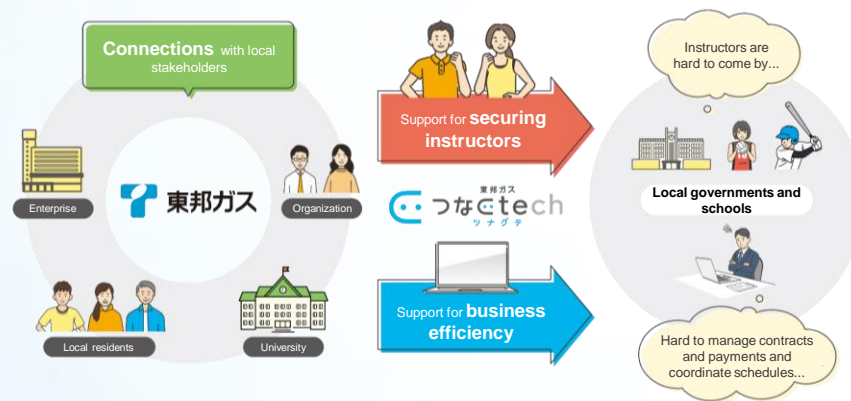 Connections with local
stakeholders
Enterprise
東邦ガス
Organization
Local residents
University
Support for securing
instructors
東邦ガス
つなぐtech
ツナグテ
Support for business
efficiency
Instructors are
hard to come by...
Local governments and
schools
Hard to manage contracts
and payments and
coordinate schedules...